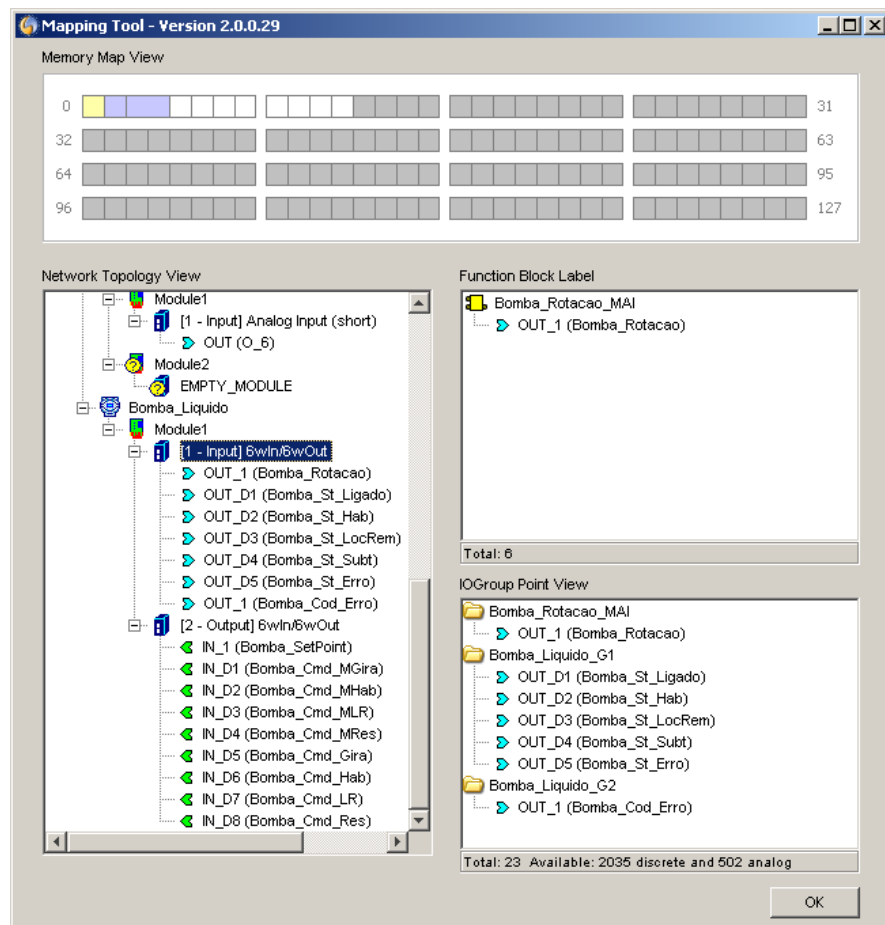 Mapping Tool - Version 2.0.0.29
Memory Map View
0 31
32 63
64 95
96 127
Network Topology View
Module1
[1 - Input] Analog Input (short)
OUT (O_6)
Module2
EMPTY_MODULE
Bomba_Liquido
Module1
[1 - Input] 6wIn/6wOut
OUT_1 (Bomba_Rotacao)
OUT_D1 (Bomba_St_Ligado)
OUT_D2 (Bomba_St_Hab)
OUT_D3 (Bomba_St_LocRem)
OUT_D4 (Bomba_St_Subt)
OUT_D5 (Bomba_St_Erro)
OUT_1 (Bomba_Cod_Erro)
[2 - Output] 6wIn/6wOut
IN_1 (Bomba_SetPoint)
IN_D1 (Bomba_Cmd_MGira)
IN_D2 (Bomba_Cmd_MHab)
IN_D3 (Bomba_Cmd_MLR)
IN_D4 (Bomba_Cmd_MRes)
IN_D5 (Bomba_Cmd_Gira)
IN_D6 (Bomba_Cmd_Hab)
IN_D7 (Bomba_Cmd_LR)
IN_D8 (Bomba_Cmd_Res)
Function Block Label
Bomba_Rotacao_MAI
OUT_1 (Bomba_Rotacao)
Total: 6
IOGroup Point View
Bomba_Rotacao_MAI
OUT_1 (Bomba_Rotacao)
Bomba_Liquido_G1
OUT_D1 (Bomba_St_Ligado)
OUT_D2 (Bomba_St_Hab)
OUT_D3 (Bomba_St_LocRem)
OUT_D4 (Bomba_St_Subt)
OUT_D5 (Bomba_St_Erro)
Bomba_Liquido_G2
OUT_1 (Bomba_Cod_Erro)
Total: 23 Available: 2035 discrete and 502 analog
OK